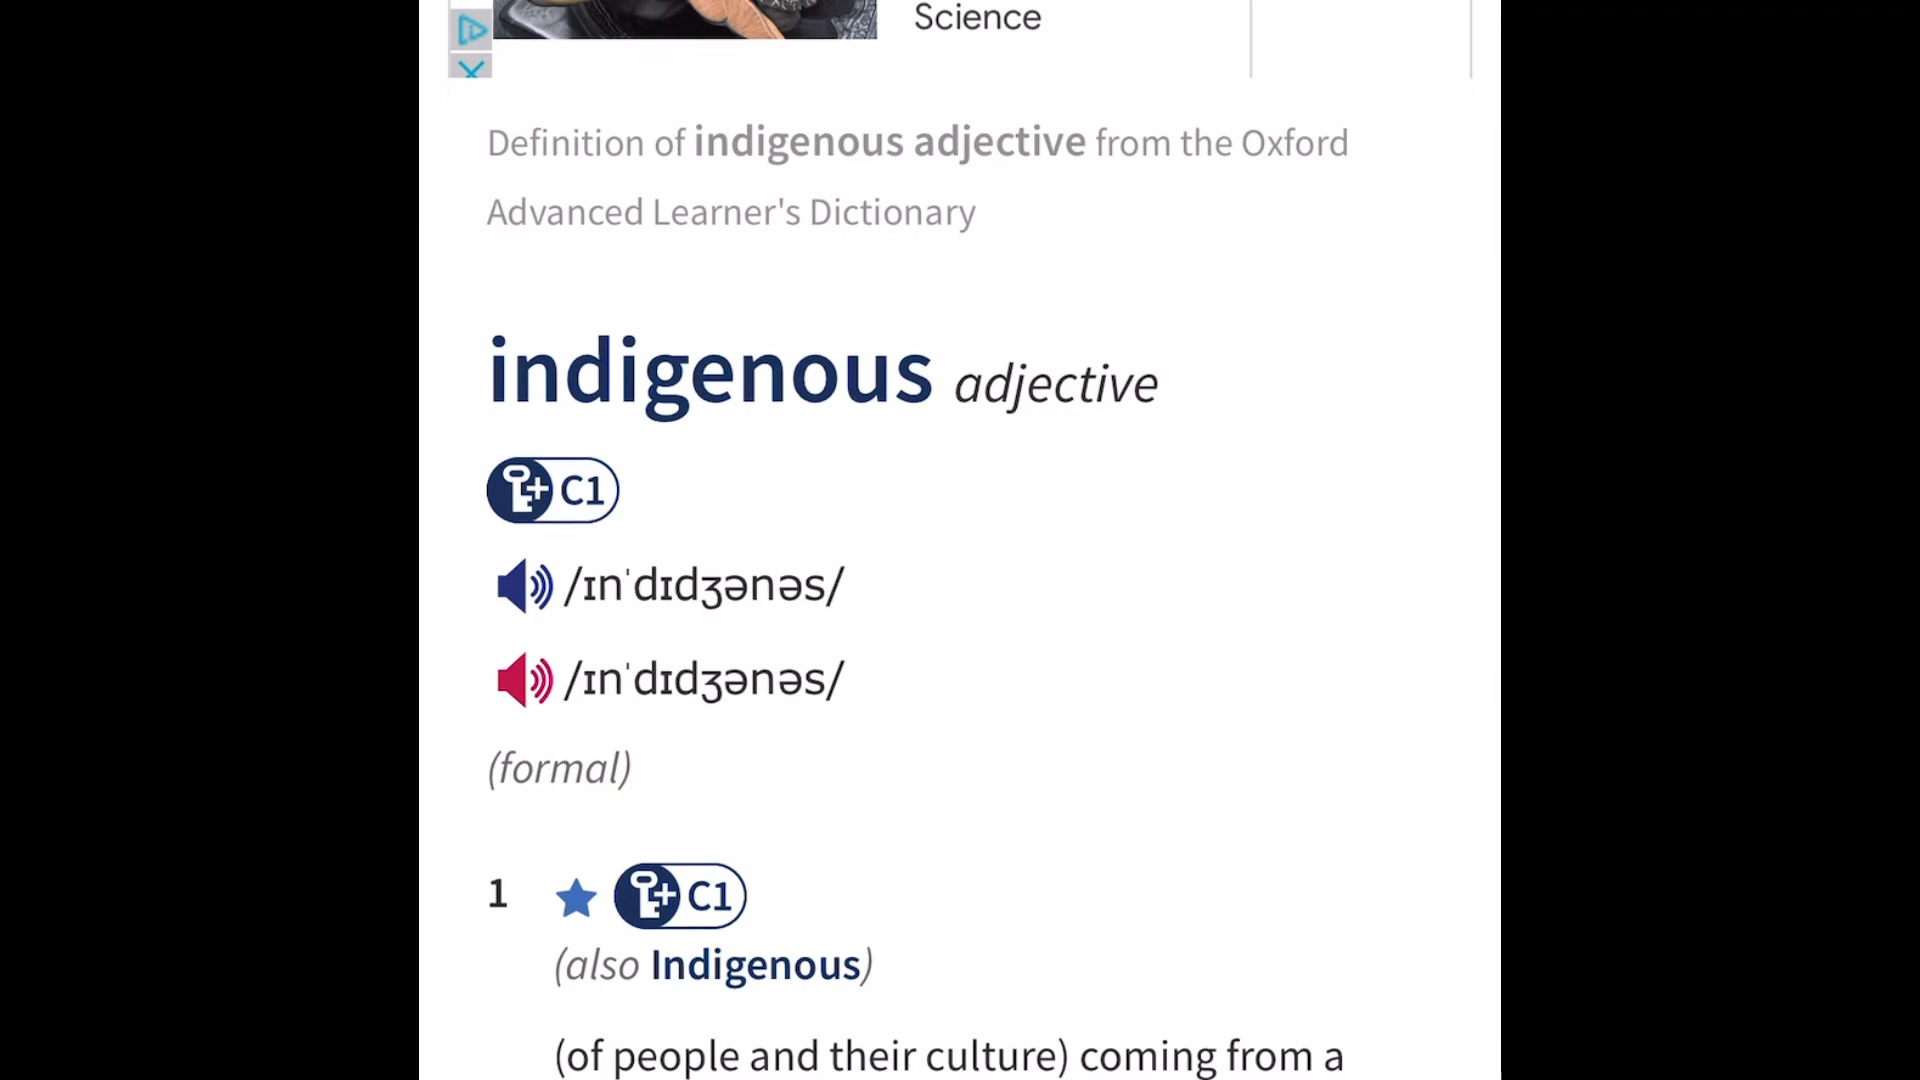 Science
Definition of indigenous adjective from the Oxford
Advanced Learner's Dictionary
indigenous adjective
C1
/ɪnˈdɪdʒənəs/
/ɪnˈdɪdʒənəs/
(formal)
1 C1
(also Indigenous)
(of people and their culture) coming from a